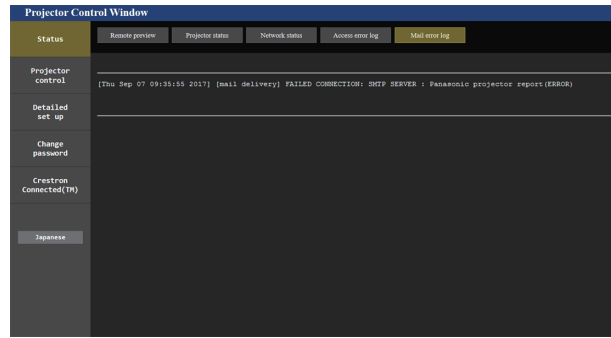 Projector Control Window
Status
Remote preview
Projector status
Network status
Access error log
Mail error log
Projector
control
[Thu Sep 07 09:35:55 2017] [mail delivery] FAILED CONNECTION: SMTP SERVER : Panasonic projector report(ERROR)
Detailed
set up
Change
password
Crestron
Connected(TM)
Japanese